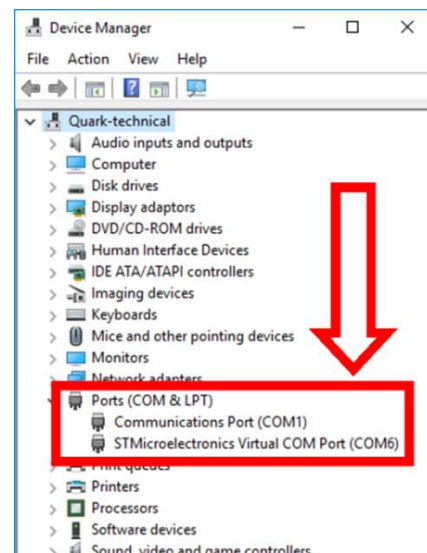 Device Manager
File Action View Help
Quark-technical
Audio inputs and outputs
Computer
Disk drives
Display adaptors
DVD/CD-ROM drives
Human Interface Devices
IDE ATA/ATAPI controllers
Imaging devices
Keyboards
Mice and other pointing devices
Monitors
Network adapters
Ports (COM & LPT)
Communications Port (COM1)
STMicroelectronics Virtual COM Port (COM6)
Print queues
Printers
Processors
Software devices
Sound, video and game controllers